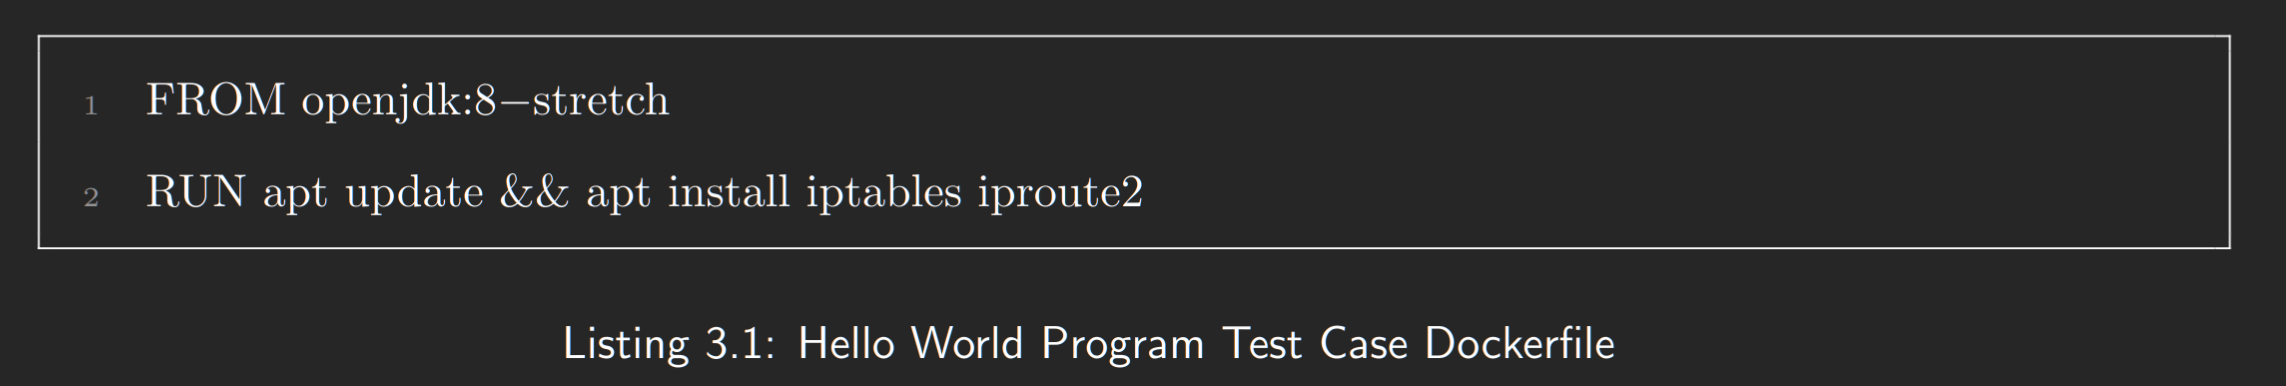 1 FROM openjdk:8−stretch
2 RUN apt update && apt install iptables iproute2
Listing 3.1: Hello World Program Test Case Dockerfile